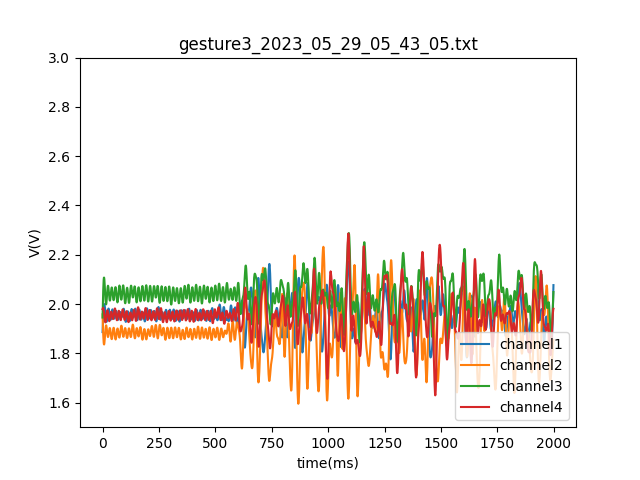 gesture3_2023_05_29_05_43_05.txt
V(V)
3.0
2.8
2.6
2.4
2.2
2.0
1.8
1.6
channel1
channel2
channel3
channel4
0 250 500 750 1000 1250 1500 1750 2000
time(ms)